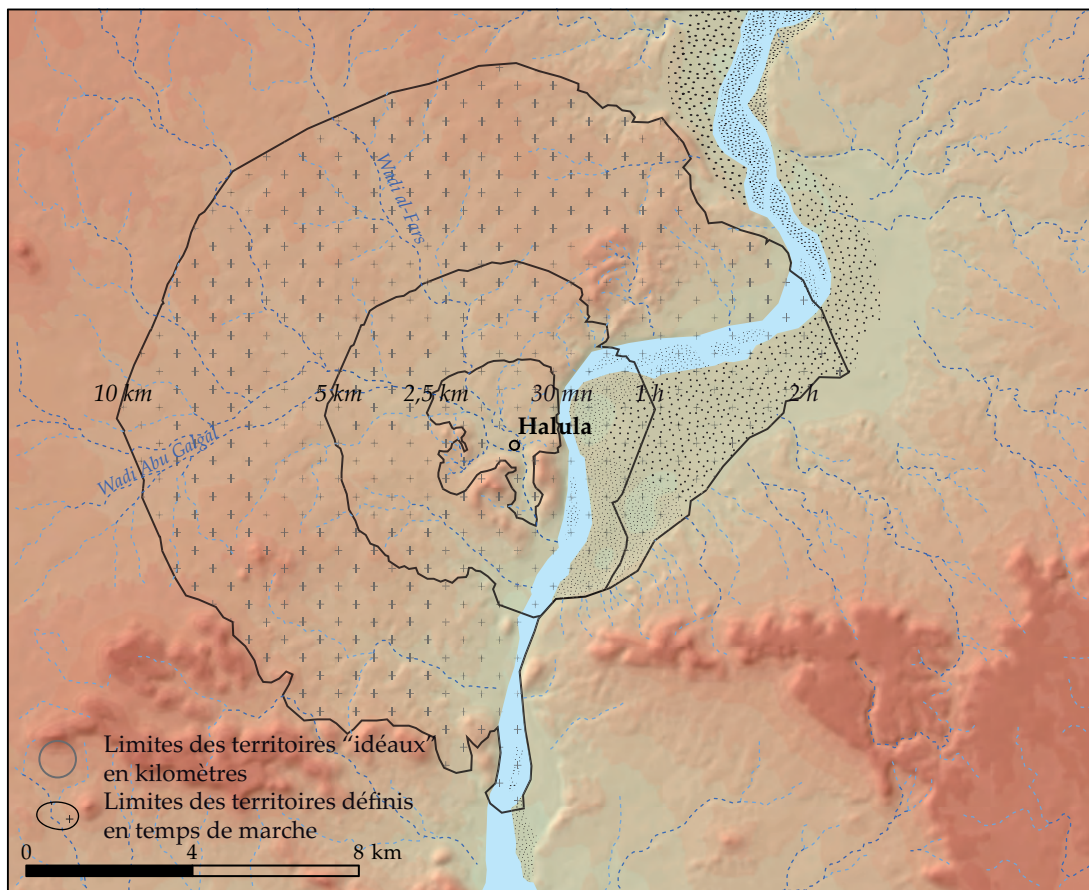 Wadi al-Fars
10 km
5 km
2,5 km
30 mn
1 h
2 h
Halula
Wadi Abu Galgal
Limites des territoires “idéaux”
en kilomètres
Limites des territoires définis
en temps de marche
0
4
8 km